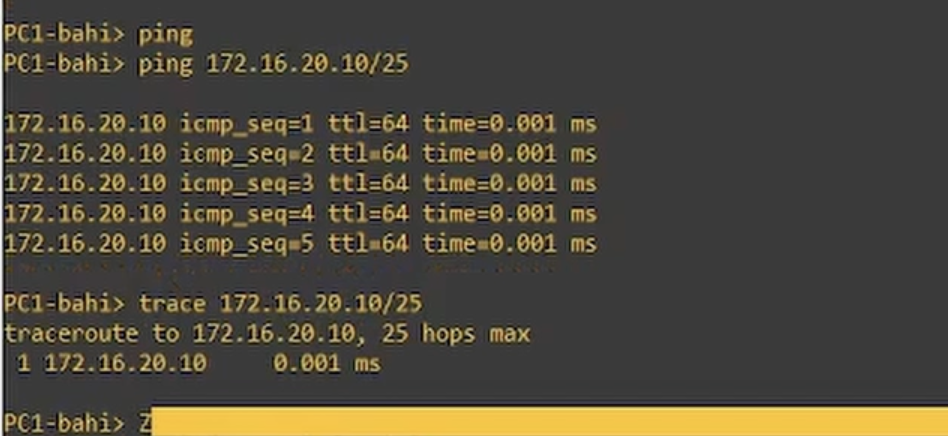 PC1-bahi> ping
PC1-bahi> ping 172.16.20.10/25
172.16.20.10 icmp_seq=1 ttl=64 time=0.001 ms
172.16.20.10 icmp_seq=2 ttl=64 time=0.001 ms
172.16.20.10 icmp_seq=3 ttl=64 time=0.001 ms
172.16.20.10 icmp_seq=4 ttl=64 time=0.001 ms
172.16.20.10 icmp_seq=5 ttl=64 time=0.001 ms
PC1-bahi> trace 172.16.20.10/25
traceroute to 172.16.20.10, 25 hops max
1 172.16.20.10 0.001 ms
PC1-bahi> Z